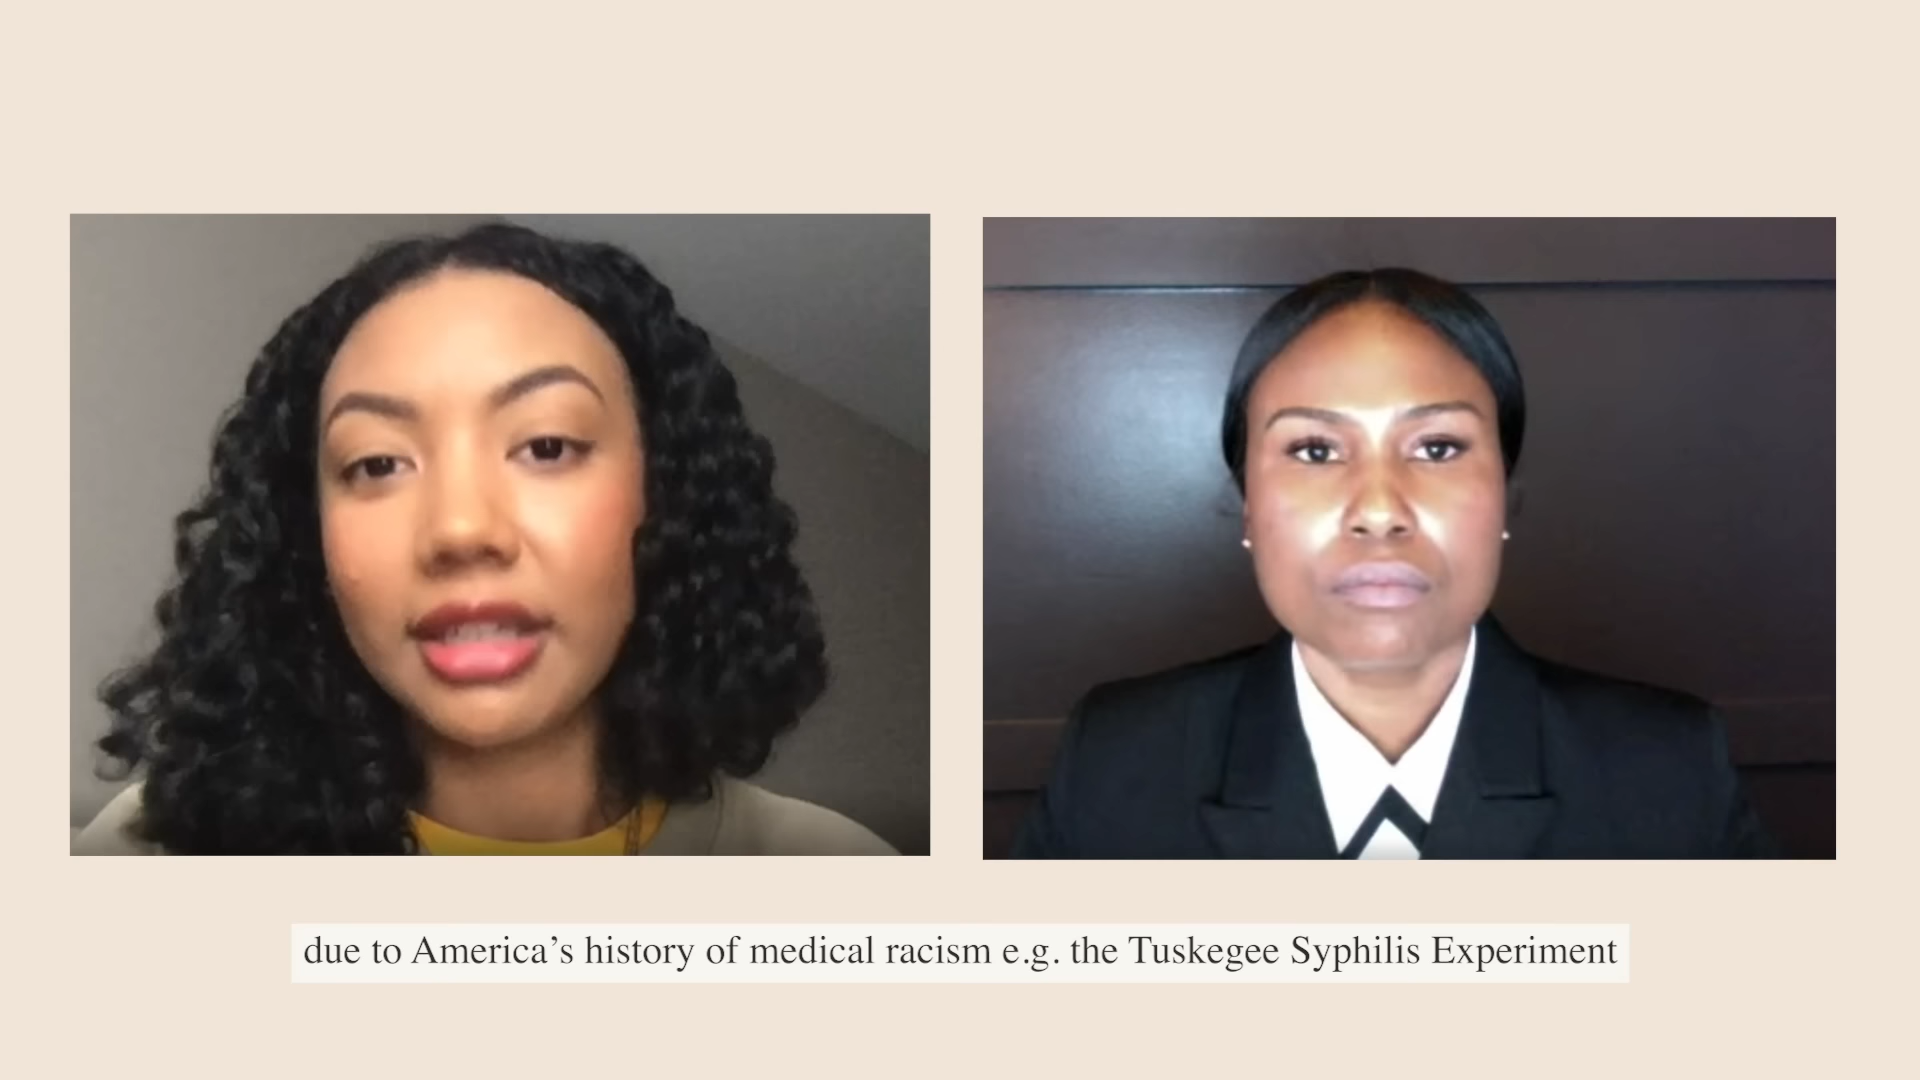 due to America’s history of medical racism e.g. the Tuskegee Syphilis Experiment